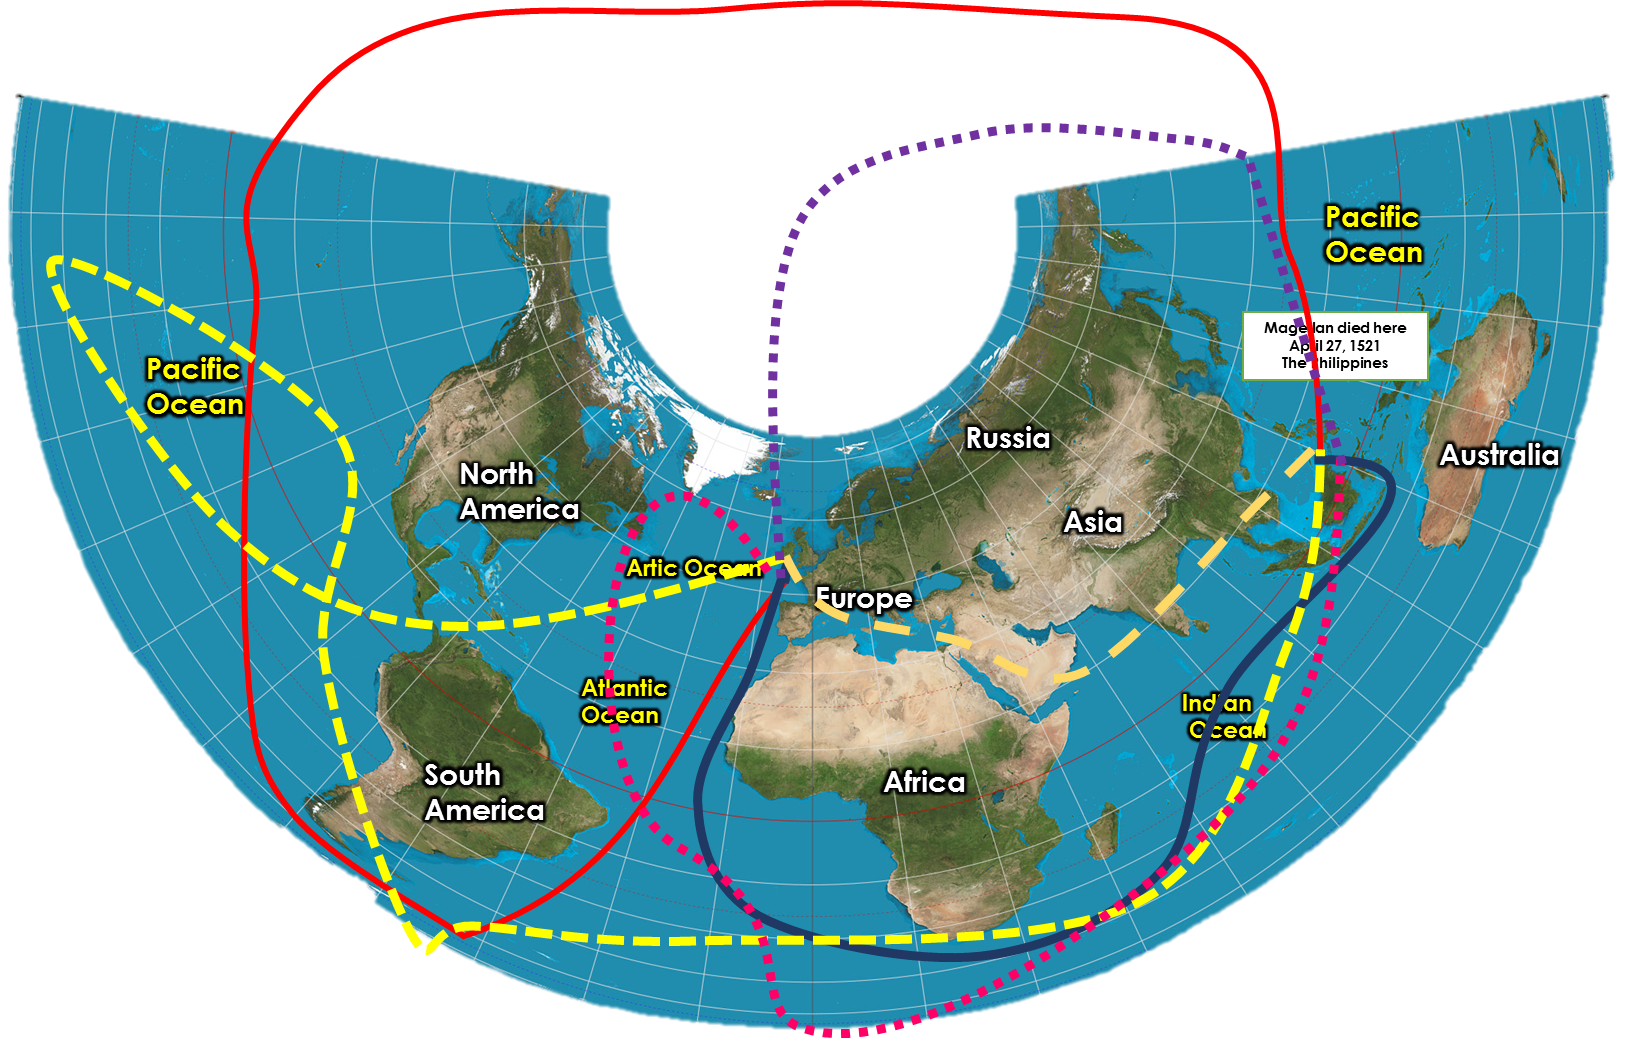 Pacific
Ocean
Magellan died here
April 27, 1521
The Philippines
Pacific
Ocean
Russia
Australia
North
America
Asia
Artic Ocean
Europe
Atlantic
Ocean
Indian
Ocean
South
America
Africa